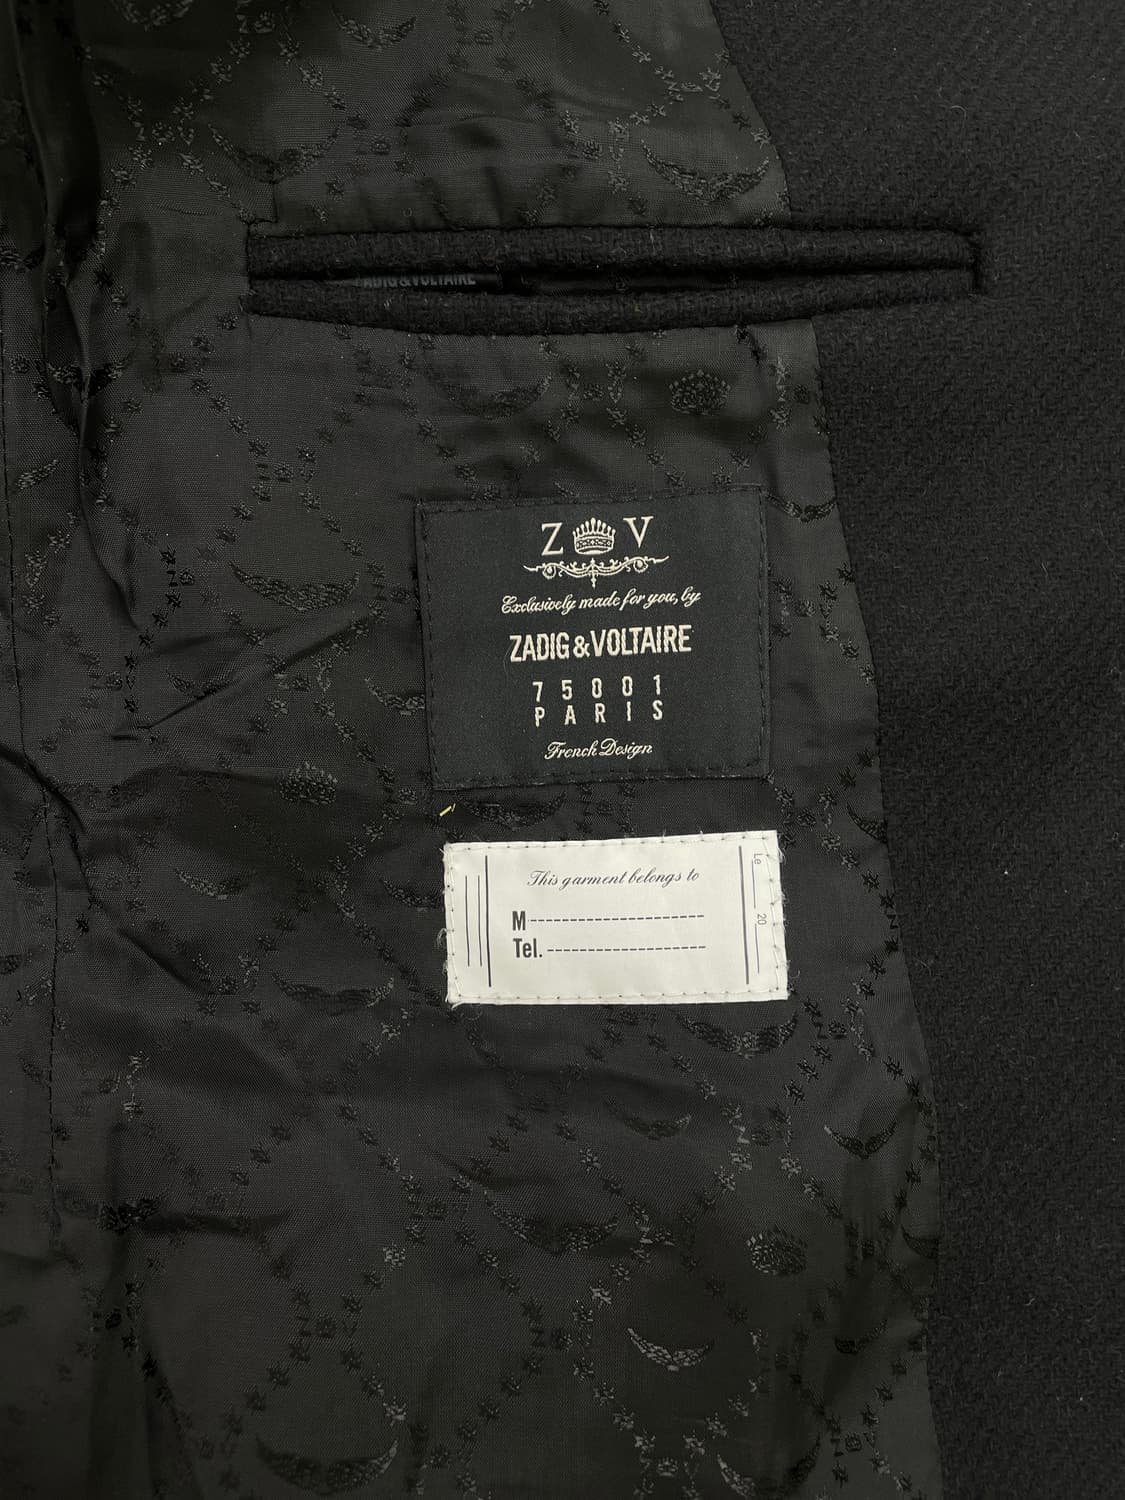 ZADIG & VOLTAIRE
Z V
Exclusively made for you, by
ZADIG & VOLTAIRE
75001
PARIS
French Design
This garment belongs to
M
Tel.
Le
20